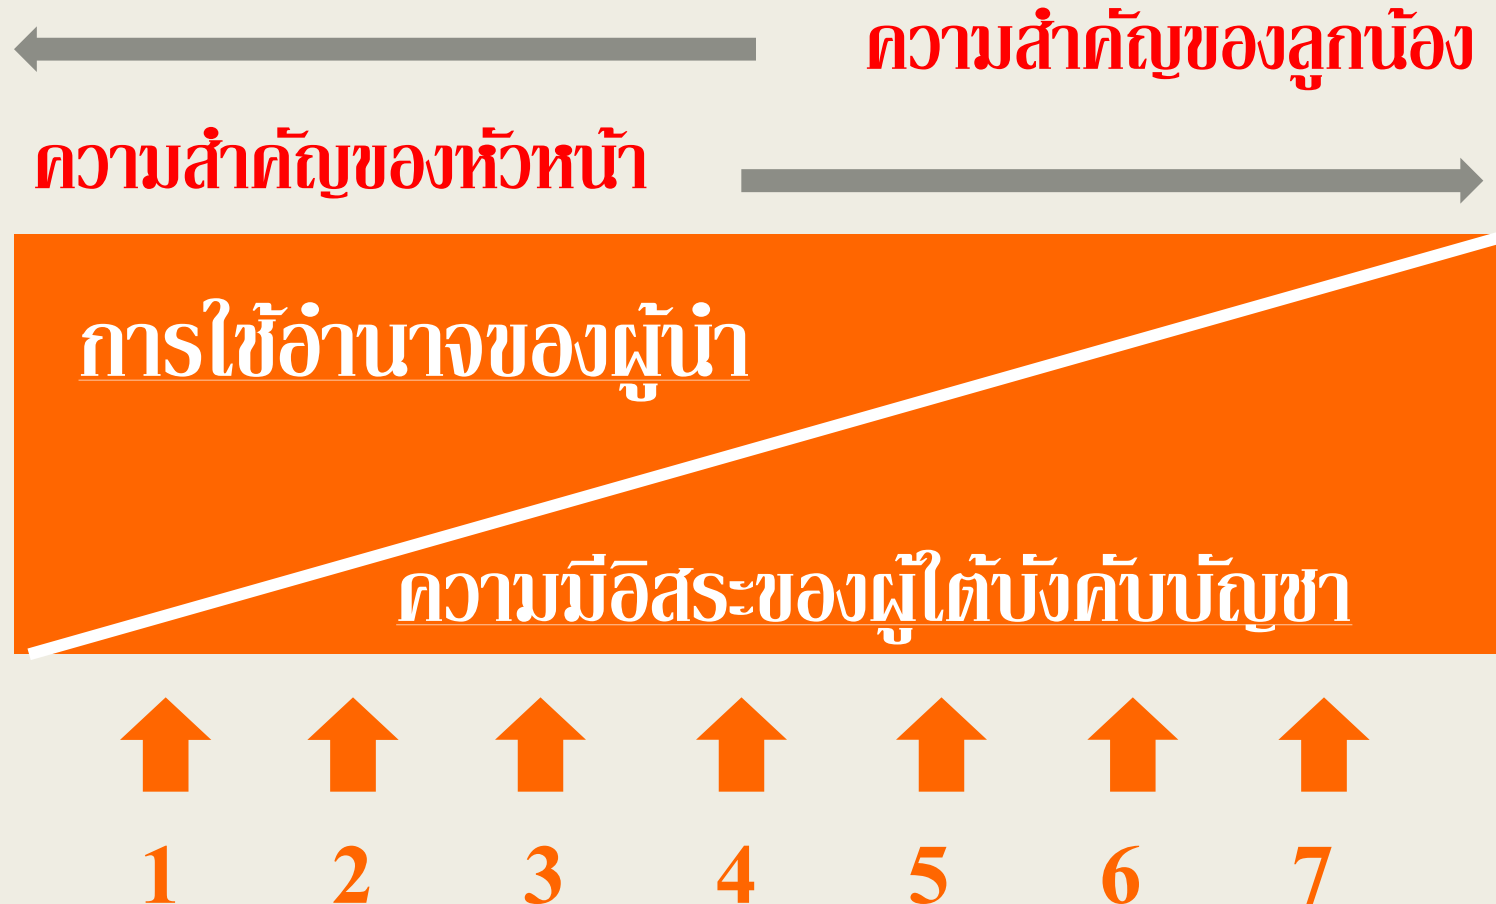 ความสำคัญของลูกน้อง
ความสำคัญของหัวหน้า
การใช้อำนาจของผู้นำ
ความมีอิสระของผู้ใต้บังคับบัญชา
1 2 3 4 5 6 7